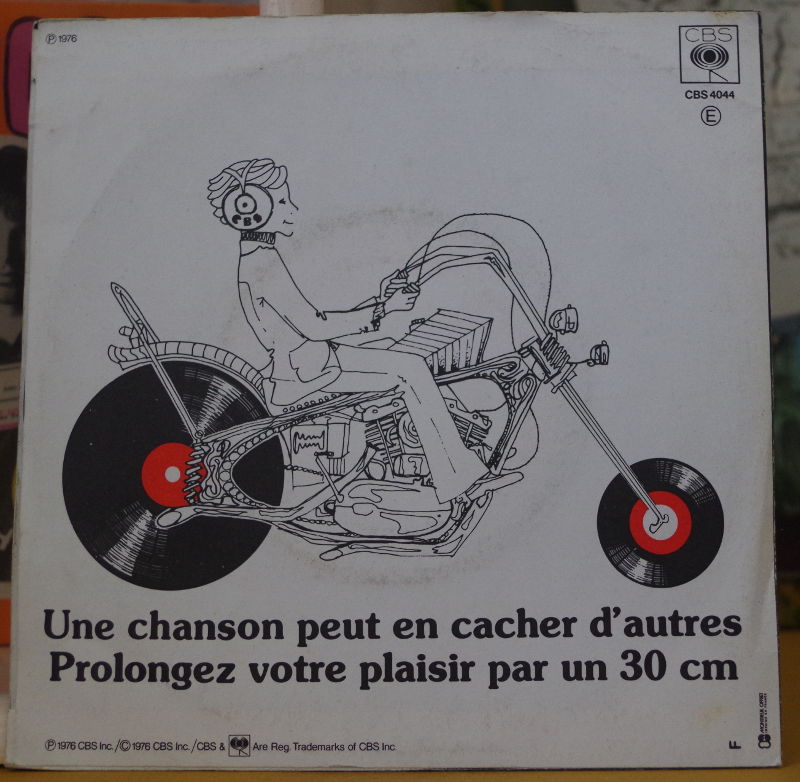 ℗ 1976
CBS
CBS 4044
E
CBS
Une chanson peut en cacher d'autres
Prolongez votre plaisir par un 30 cm
℗ 1976 CBS Inc./© 1976 CBS Inc./CBS & Are Reg. Trademarks of CBS Inc.
F